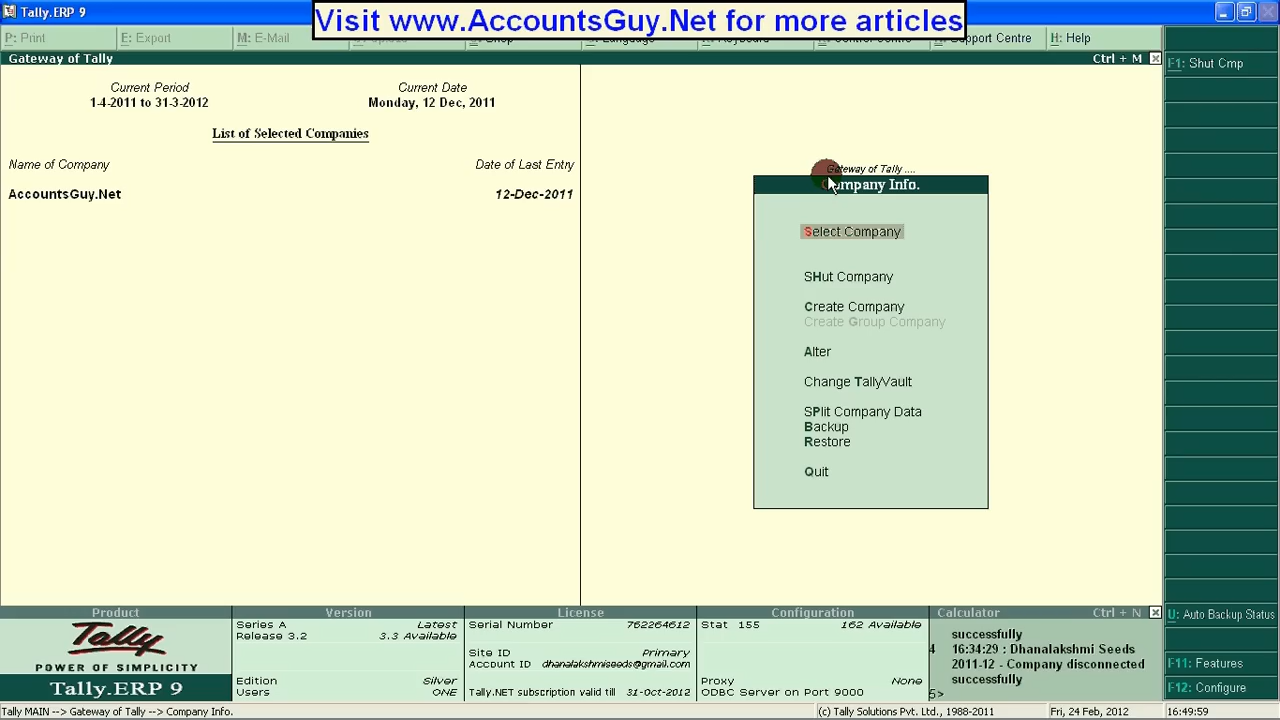 Tally.ERP 9
Visit www.AccountsGuy.Net for more articles
P: Print
E: Export
M: E-Mail
Support Centre
H: Help
Gateway of Tally
Ctrl + M
F1: Shut Cmp
Current Period
1-4-2011 to 31-3-2012
Current Date
Monday, 12 Dec, 2011
List of Selected Companies
Name of Company
Date of Last Entry
AccountsGuy.Net
12-Dec-2011
Gateway of Tally ....
Company Info.
Select Company
SHut Company
Create Company
Create Group Company
Alter
Change TallyVault
SPlit Company Data
Backup
Restore
Quit
U: Auto Backup Status
F11: Features
F12: Configure
Product
Tally
POWER OF SIMPLICITY
Tally.ERP 9
Version
Series A Latest
Release 3.2 3.3 Available
Edition Silver
Users ONE
License
Serial Number 762264612
Site ID Primary
Account ID dhanalakshmiseeds@gmail.com
Tally.NET subscription valid till 31-Oct-2012
Configuration
Stat 155 162 Available
Proxy None
ODBC Server on Port 9000
Calculator Ctrl + N
successfully
4 16:34:29 : Dhanalakshmi Seeds
2011-12 - Company disconnected
successfully
5>
Tally MAIN --> Gateway of Tally --> Company Info.
(c) Tally Solutions Pvt. Ltd., 1988-2011
Fri, 24 Feb, 2012
16:49:59